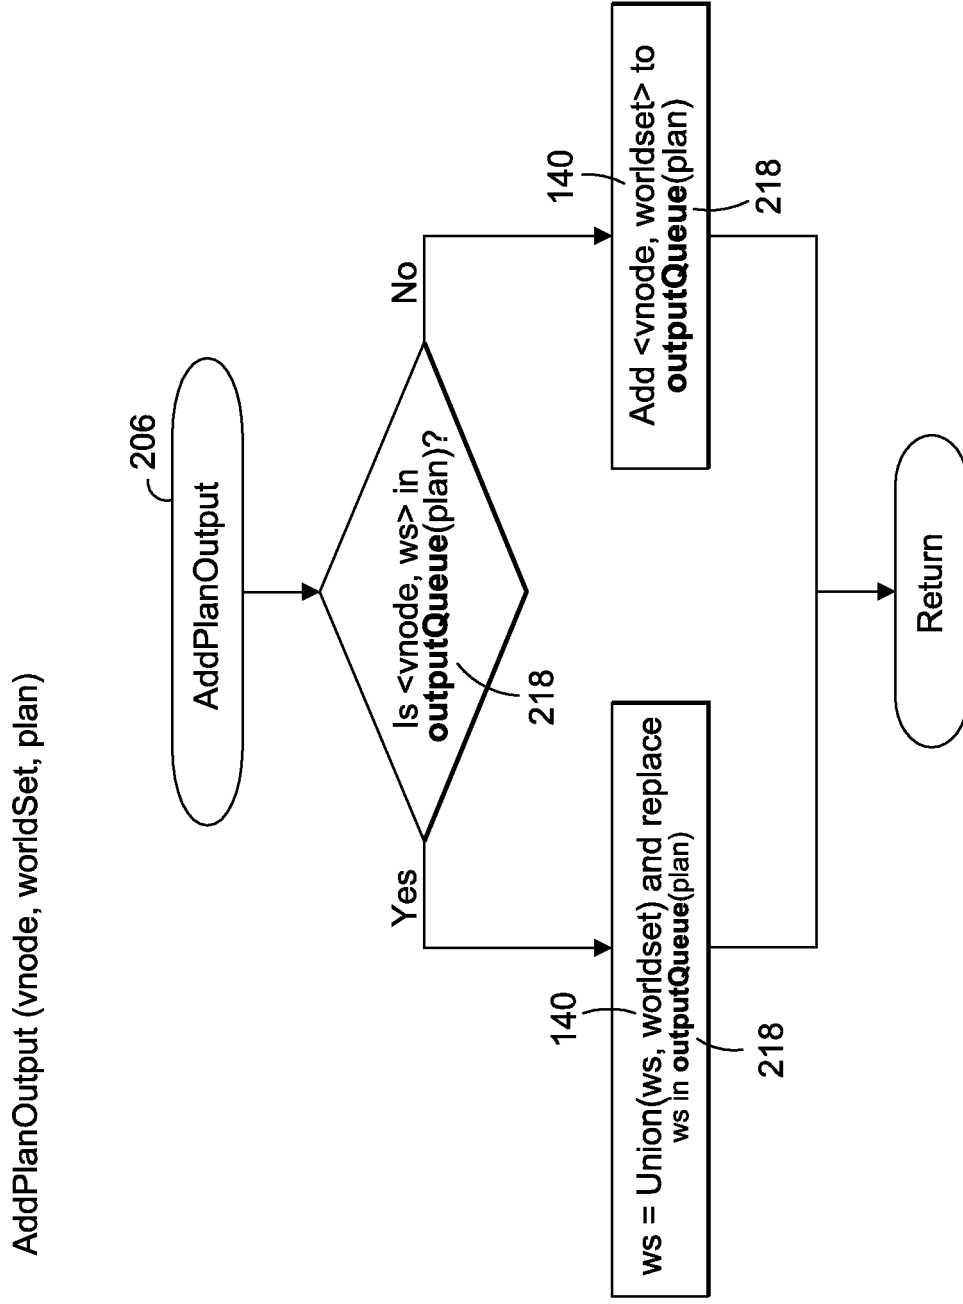 AddPlanOutput (vnode, worldSet, plan)
206
AddPlanOutput
Is <vnode, ws> in
outputQueue(plan)?
218
Yes
No
140
ws = Union(ws, worldset) and replace
ws in outputQueue(plan)
218
140
Add <vnode, worldset> to
outputQueue(plan)
218
Return